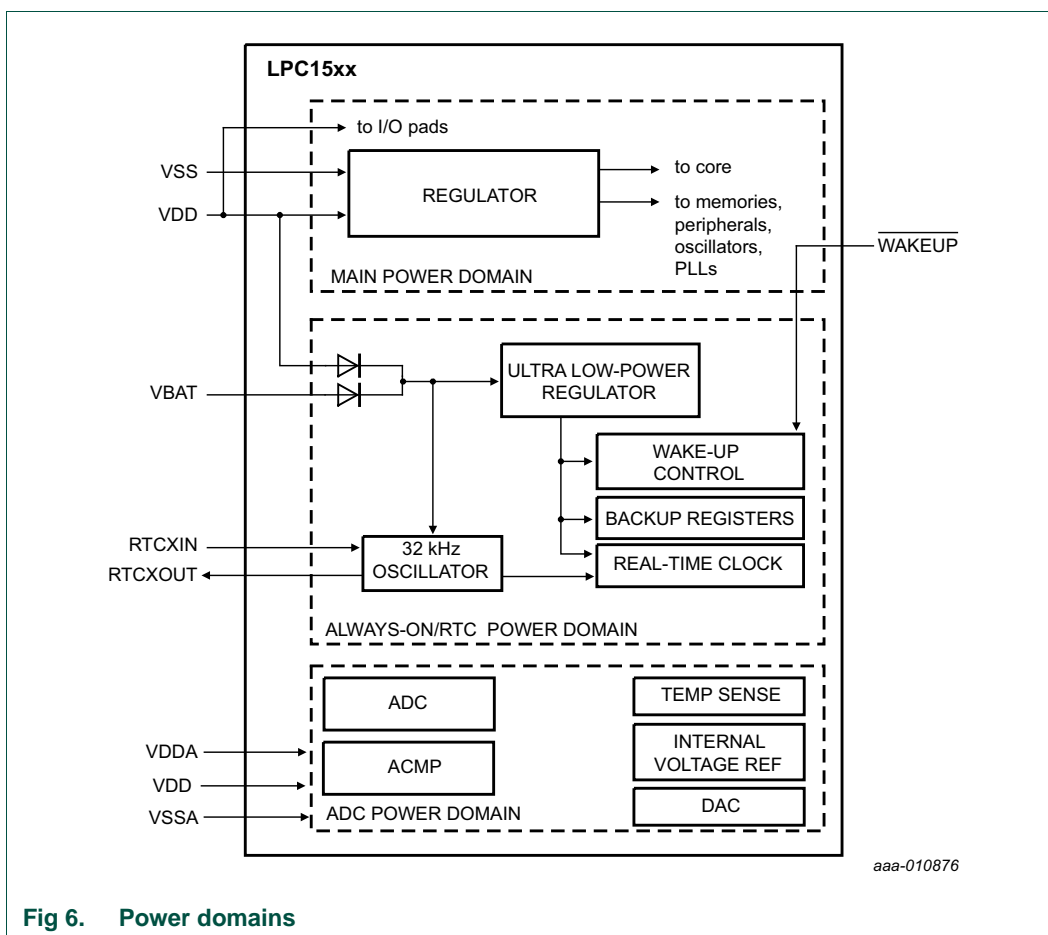 LPC15xx
to I/O pads
VSS
VDD
REGULATOR
to core
to memories,
peripherals,
oscillators,
PLLs
WAKEUP
MAIN POWER DOMAIN
VBAT
ULTRA LOW-POWER
REGULATOR
WAKE-UP
CONTROL
BACKUP REGISTERS
REAL-TIME CLOCK
RTCXIN
RTCXOUT
32 kHz
OSCILLATOR
ALWAYS-ON/RTC POWER DOMAIN
ADC
TEMP SENSE
VDDA
VDD
VSSA
ACMP
INTERNAL
VOLTAGE REF
DAC
ADC POWER DOMAIN
aaa-010876
Fig 6. Power domains